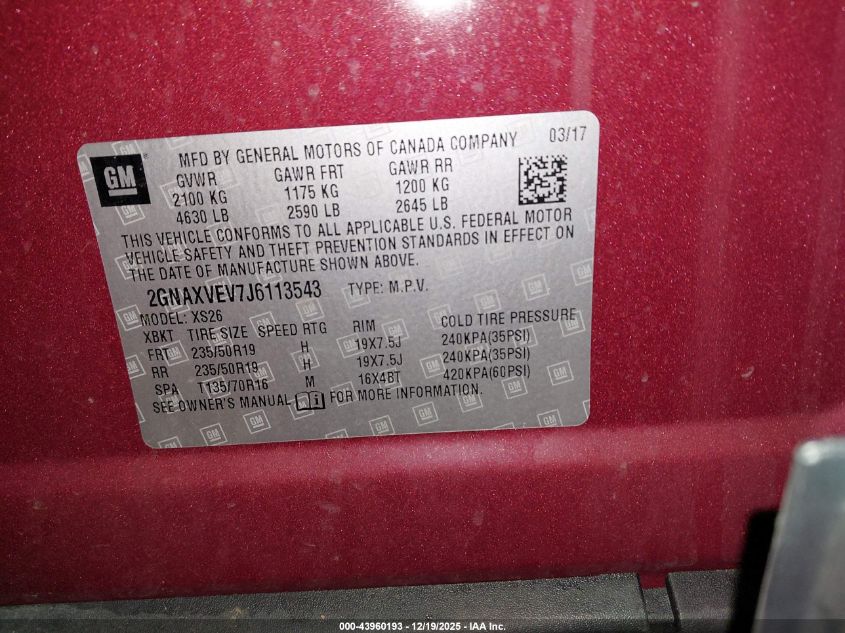 03/17
MFD BY GENERAL MOTORS OF CANADA COMPANY
GM
GVWR GAWR FRT GAWR RR
2100 KG 1175 KG 1200 KG
4630 LB 2590 LB 2645 LB
THIS VEHICLE CONFORMS TO ALL APPLICABLE U.S. FEDERAL MOTOR
VEHICLE SAFETY AND THEFT PREVENTION STANDARDS IN EFFECT ON
THE DATE OF MANUFACTURE SHOWN ABOVE.
2GNAXVEV7J6113543 TYPE: M.P.V.
MODEL: XS26
XBKT TIRE SIZE SPEED RTG RIM COLD TIRE PRESSURE
FRT 235/50R19 H 19X7.5J 240KPA(35PSI)
RR 235/50R19 H 19X7.5J 240KPA(35PSI)
SPA T135/70R16 M 16X4BT 420KPA(60PSI)
SEE OWNER'S MANUAL FOR MORE INFORMATION.
000-43960193 - 12/19/2025 - IAA Inc.